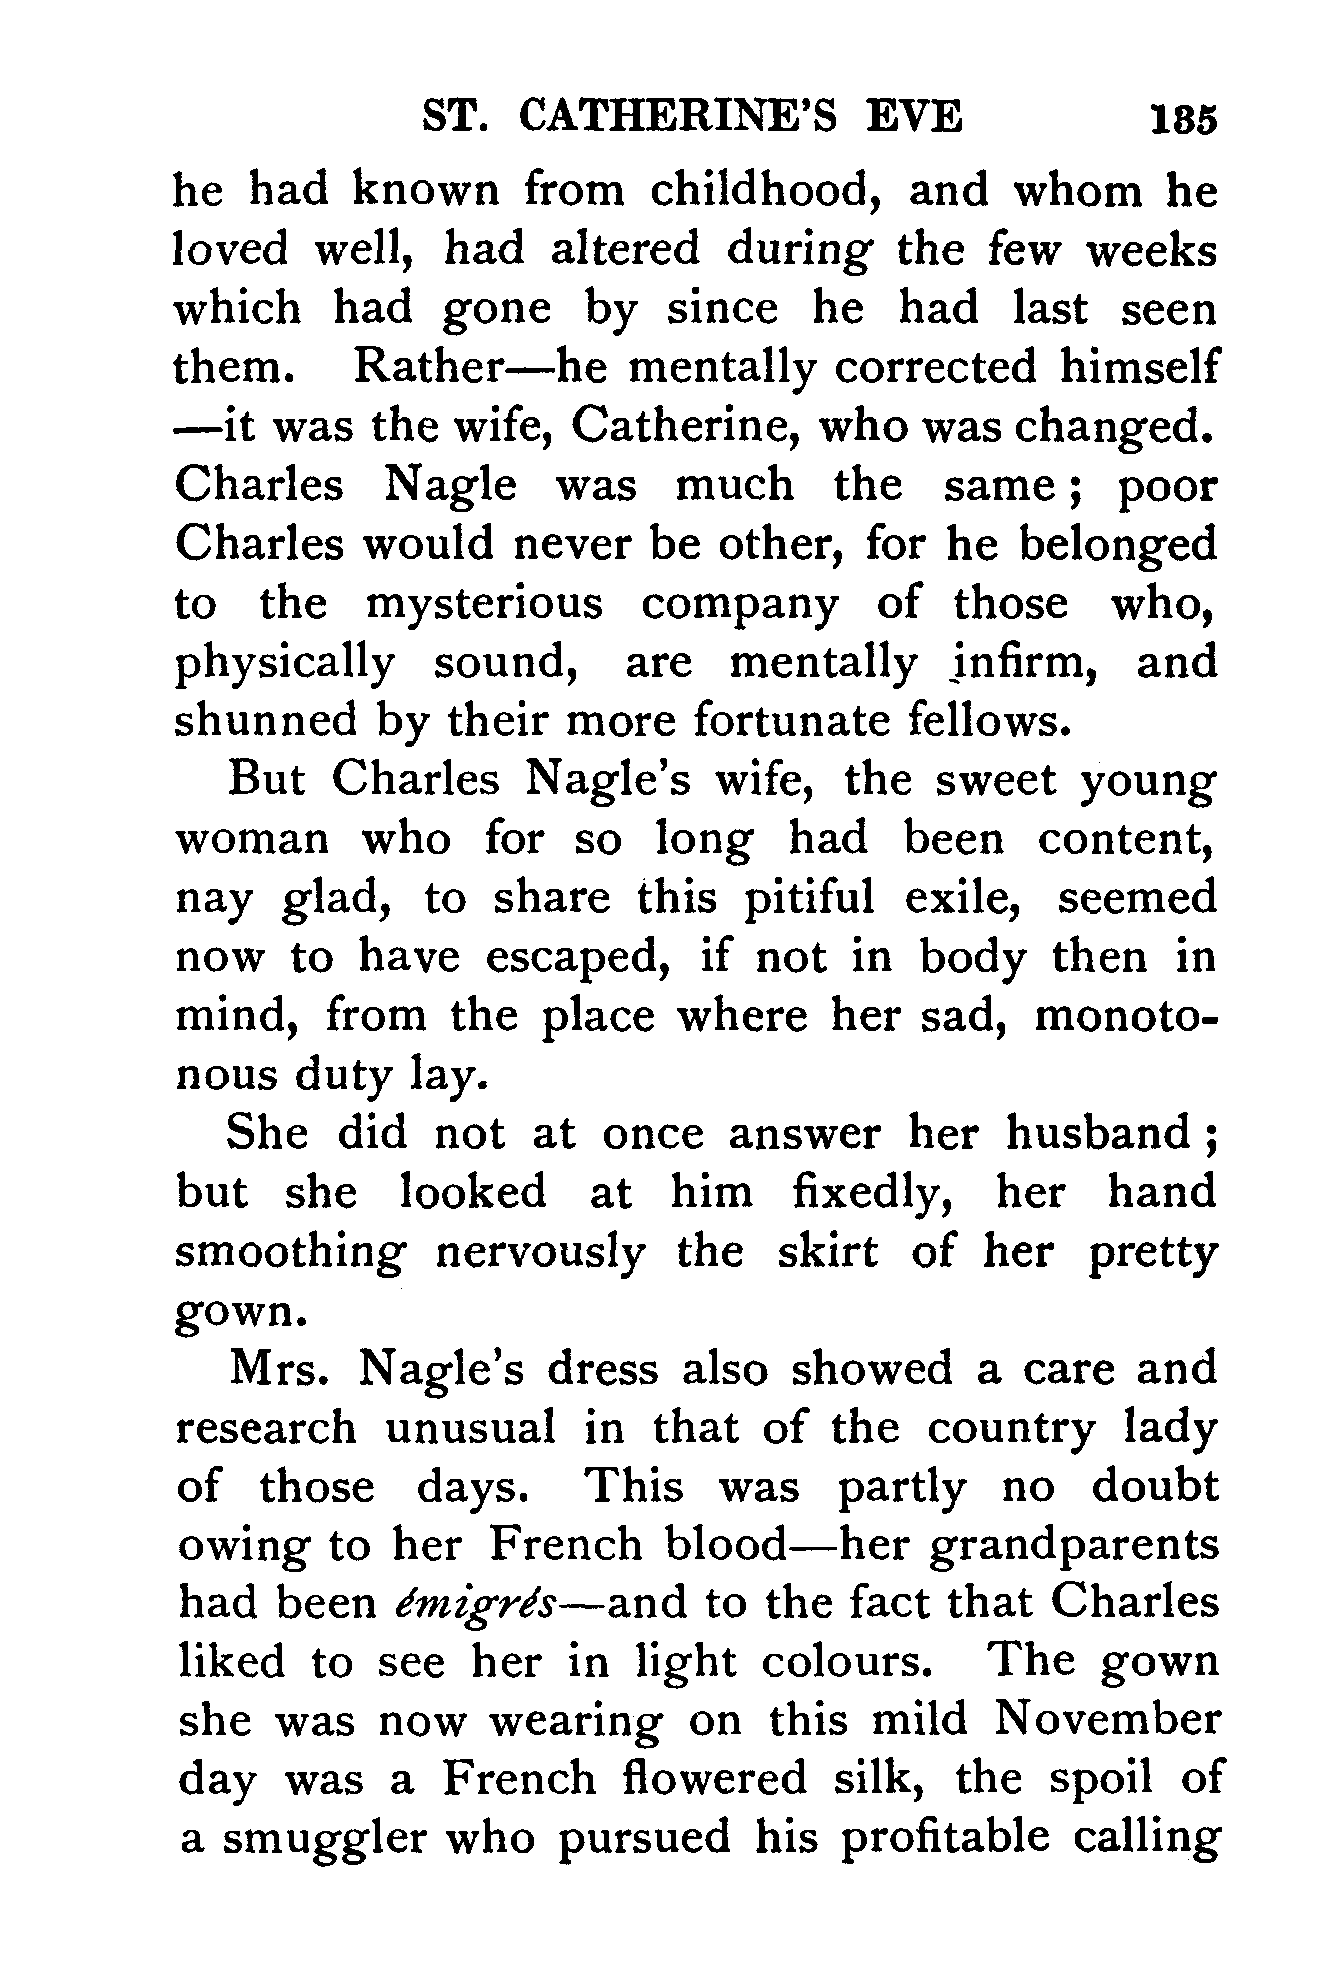 ST. CATHERINE'S EVE 185
he had known from childhood, and whom he
loved well, had altered during the few weeks
which had gone by since he had last seen
them. Rather—he mentally corrected himself
—it was the wife, Catherine, who was changed.
Charles Nagle was much the same; poor
Charles would never be other, for he belonged
to the mysterious company of those who,
physically sound, are mentally infirm, and
shunned by their more fortunate fellows.
But Charles Nagle's wife, the sweet young
woman who for so long had been content,
nay glad, to share this pitiful exile, seemed
now to have escaped, if not in body then in
mind, from the place where her sad, monoto-
nous duty lay.
She did not at once answer her husband;
but she looked at him fixedly, her hand
smoothing nervously the skirt of her pretty
gown.
Mrs. Nagle's dress also showed a care and
research unusual in that of the country lady
of those days. This was partly no doubt
owing to her French blood—her grandparents
had been émigrés—and to the fact that Charles
liked to see her in light colours. The gown
she was now wearing on this mild November
day was a French flowered silk, the spoil of
a smuggler who pursued his profitable calling